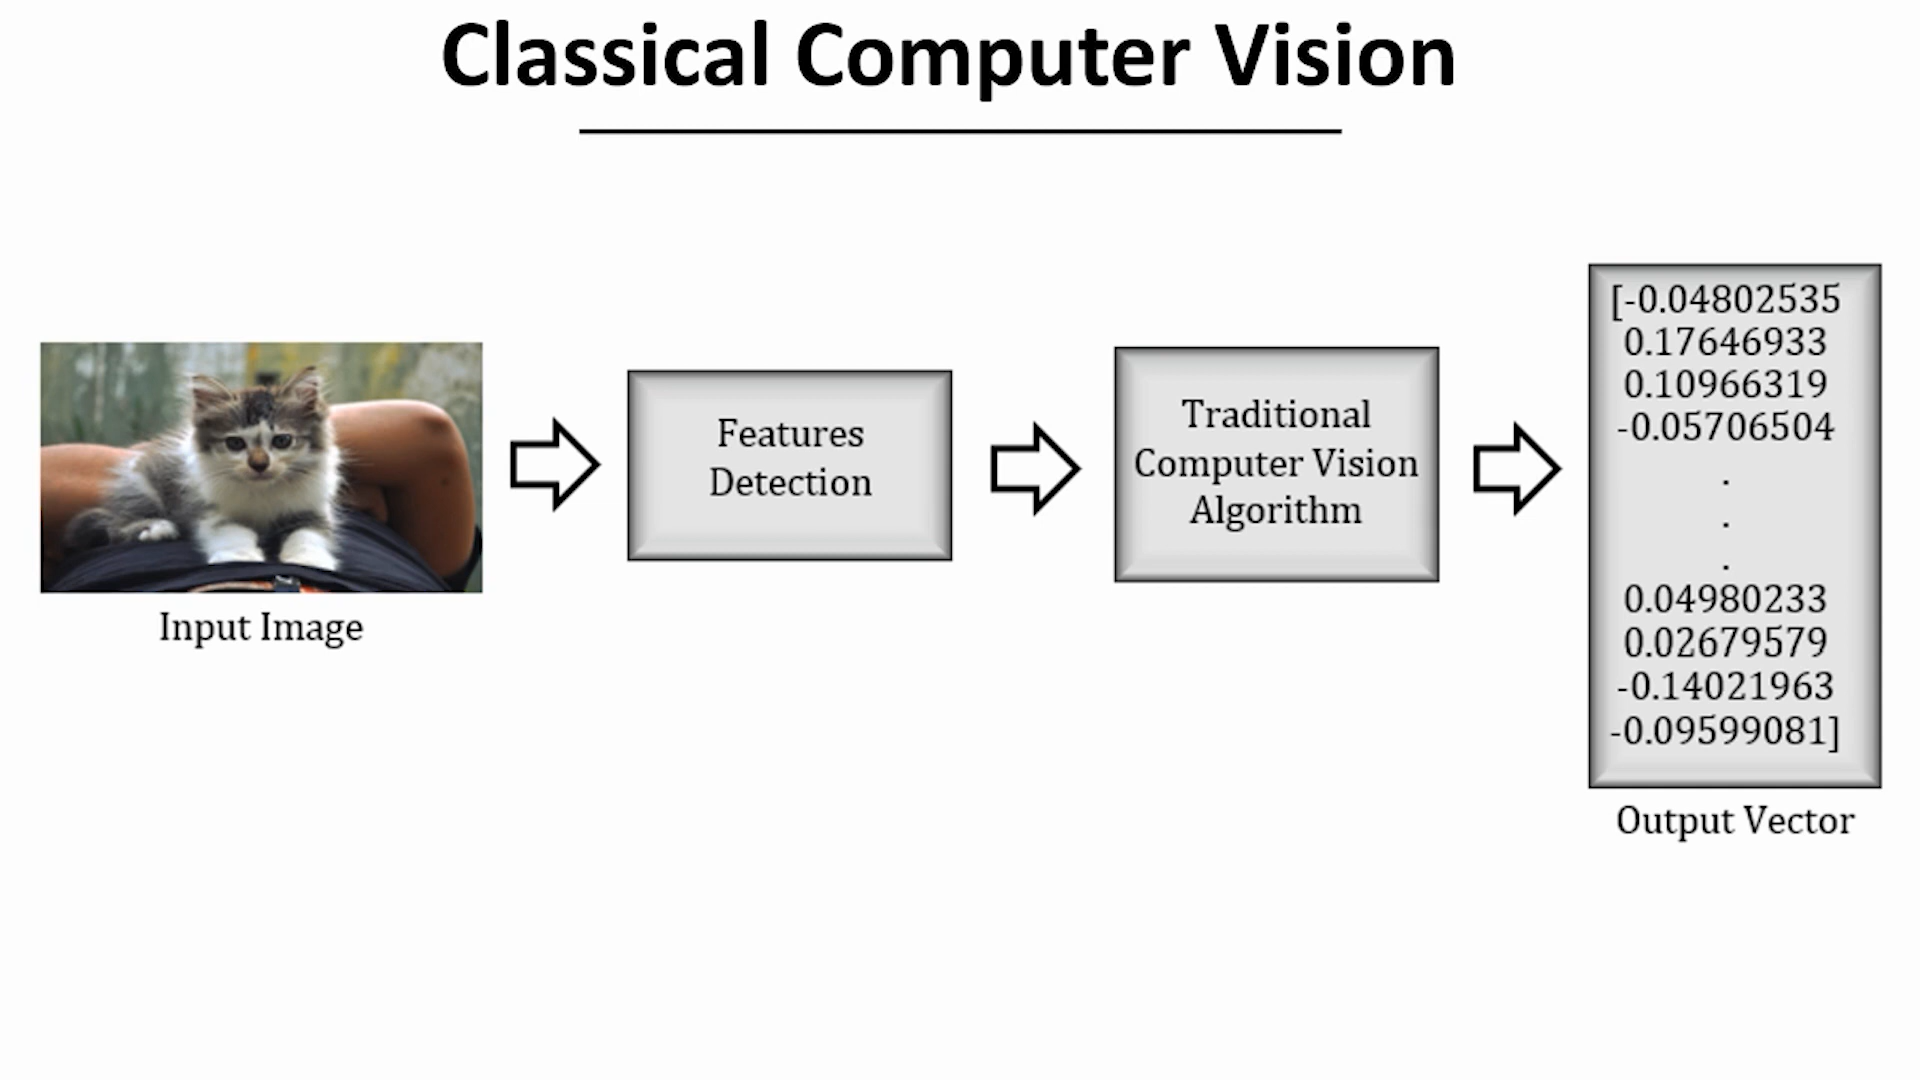 Classical Computer Vision
Input Image
Features
Detection
Traditional
Computer Vision
Algorithm
[-0.04802535
0.17646933
0.10966319
-0.05706504
.
.
.
0.04980233
0.02679579
-0.14021963
-0.09599081]
Output Vector